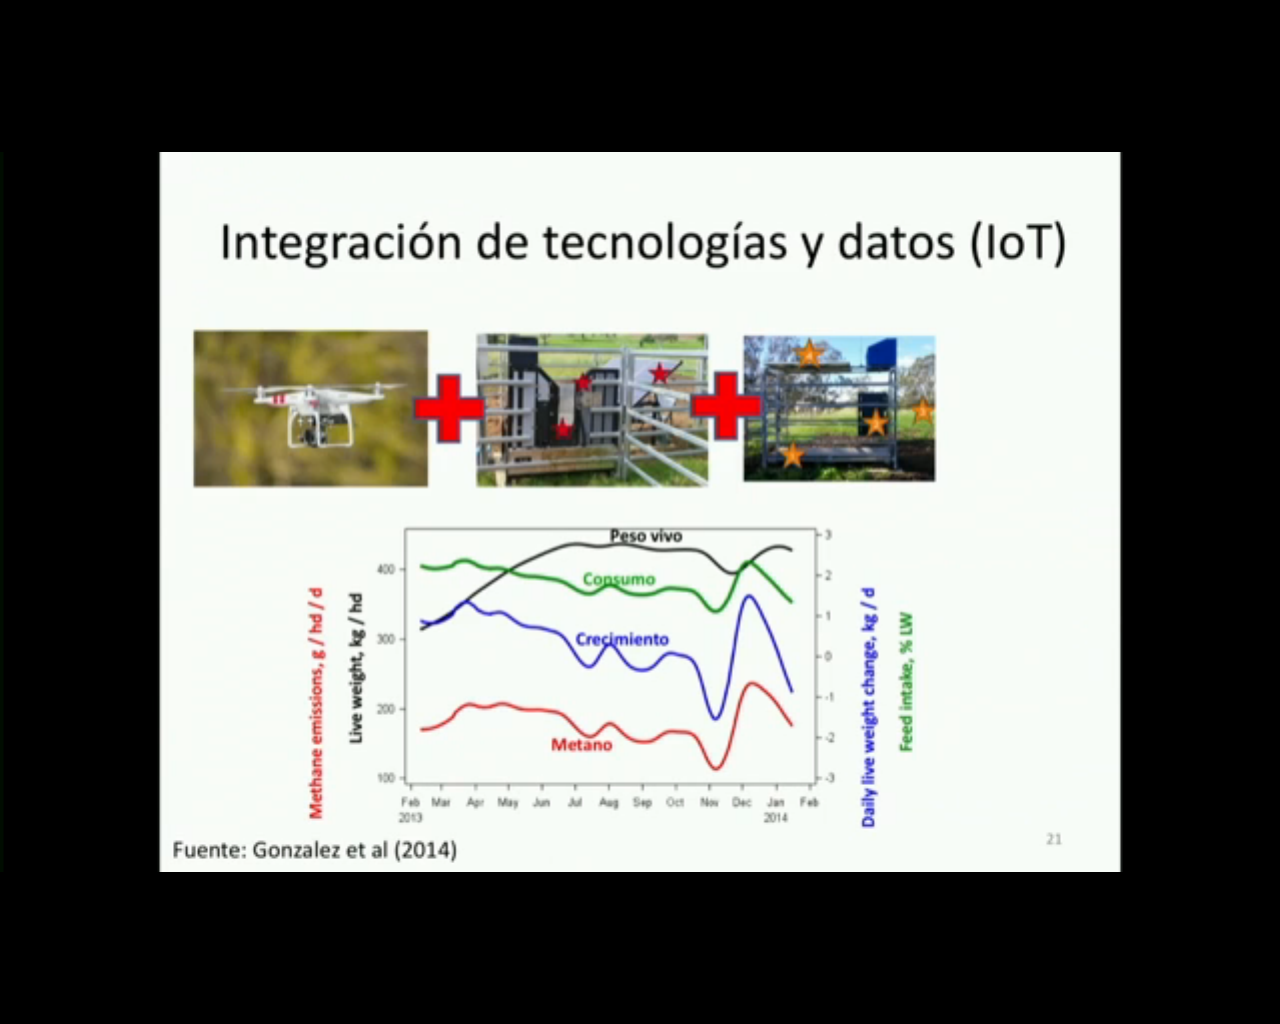 Integración de tecnologías y datos (IoT)
Peso vivo
Consumo
Crecimiento
Metano
Methane emissions, g / hd / d
Live weight, kg / hd
400
300
200
100
3
2
1
0
-1
-2
-3
Daily live weight change, kg / d
Feed intake, % LW
Feb Mar Apr May Jun Jul Aug Sep Oct Nov Dec Jan Feb
2013 2014
Fuente: Gonzalez et al (2014)
21